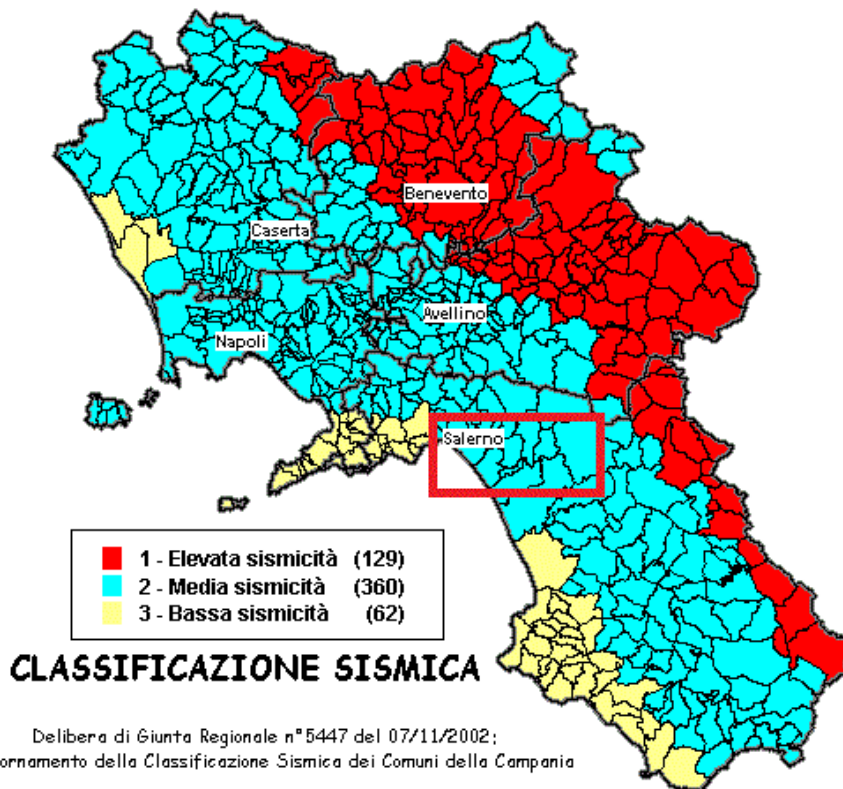 Benevento
Caserta
Avellino
Napoli
Salerno
1 - Elevata sismicità (129)
2 - Media sismicità (360)
3 - Bassa sismicità (62)
CLASSIFICAZIONE SISMICA
Delibera di Giunta Regionale n°5447 del 07/11/2002;
ornamento della Classificazione Sismica dei Comuni della Campania